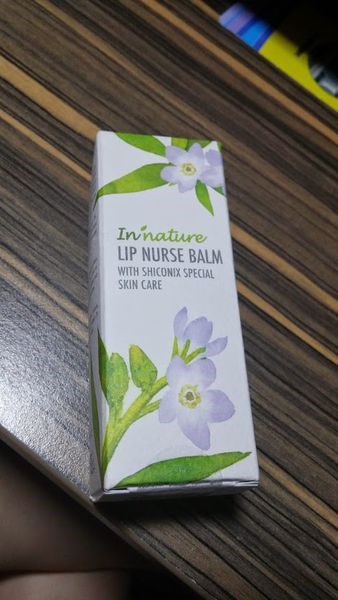 In'nature
LIP NURSE BALM
WITH SHICONIX SPECIAL
SKIN CARE